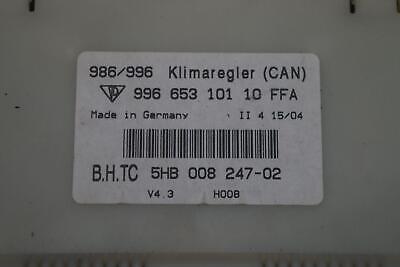 986/996 Klimaregler (CAN)
996 653 101 10 FFA
Made in Germany II 4 15/04
B.H.TC 5HB 008 247-02
V4.3 H008